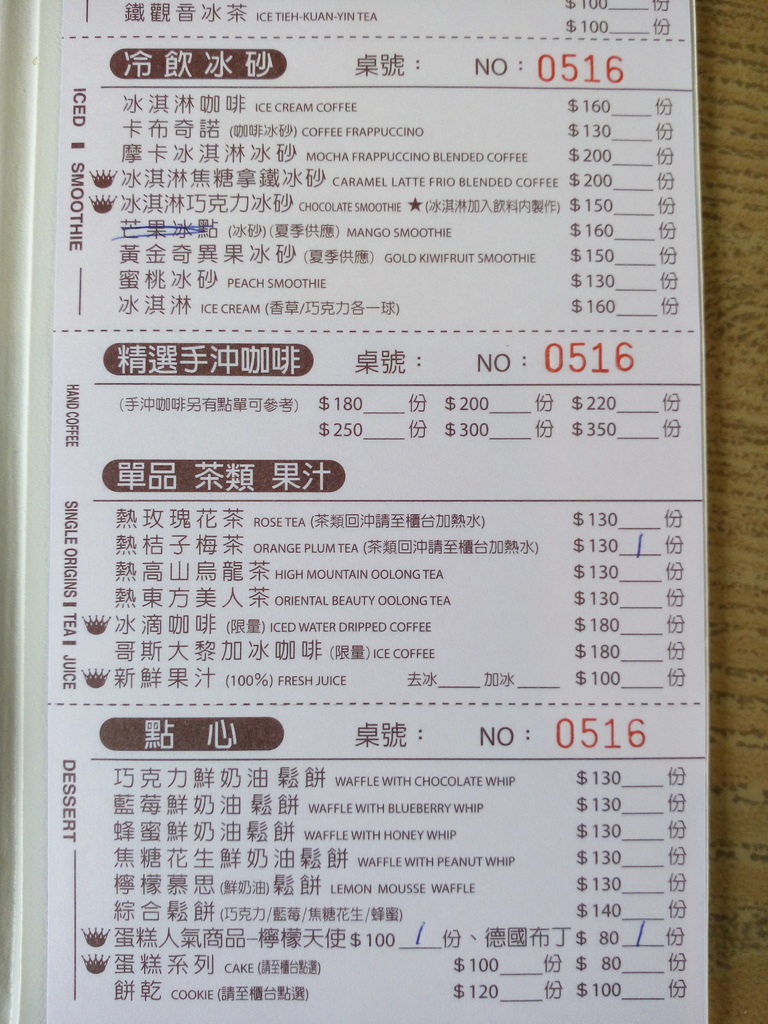 $100____份
鐵觀音冰茶 ICE TIEH-KUAN-YIN TEA $100____份
冷飲冰砂 桌號： NO：0516
ICED SMOOTHIE
冰淇淋咖啡 ICE CREAM COFFEE $160____份
卡布奇諾 (咖啡冰砂) COFFEE FRAPPUCCINO $130____份
摩卡冰淇淋冰砂 MOCHA FRAPPUCCINO BLENDED COFFEE $200____份
冰淇淋焦糖拿鐵冰砂 CARAMEL LATTE FRIO BLENDED COFFEE $200____份
冰淇淋巧克力冰砂 CHOCOLATE SMOOTHIE ★(冰淇淋加入飲料內製作) $150____份
芒果冰點 (冰砂) (夏季供應) MANGO SMOOTHIE $160____份
黃金奇異果冰砂 (夏季供應) GOLD KIWIFRUIT SMOOTHIE $150____份
蜜桃冰砂 PEACH SMOOTHIE $130____份
冰淇淋 ICE CREAM (香草/巧克力各一球) $160____份
精選手沖咖啡 桌號： NO：0516
HAND COFFEE
(手沖咖啡另有點單可參考) $180____份 $200____份 $220____份
$250____份 $300____份 $350____份
單品 茶類 果汁
SINGLE ORIGINS TEA JUICE
熱玫瑰花茶 ROSE TEA (茶類回沖請至櫃台加熱水) $130____份
熱桔子梅茶 ORANGE PLUM TEA (茶類回沖請至櫃台加熱水) $130__1__份
熱高山烏龍茶 HIGH MOUNTAIN OOLONG TEA $130____份
熱東方美人茶 ORIENTAL BEAUTY OOLONG TEA $130____份
冰滴咖啡 (限量) ICED WATER DRIPPED COFFEE $180____份
哥斯大黎加冰咖啡 (限量) ICE COFFEE $180____份
新鮮果汁 (100%) FRESH JUICE 去冰____ 加冰____ $100____份
點心 桌號： NO：0516
DESSERT
巧克力鮮奶油鬆餅 WAFFLE WITH CHOCOLATE WHIP $130____份
藍莓鮮奶油鬆餅 WAFFLE WITH BLUEBERRY WHIP $130____份
蜂蜜鮮奶油鬆餅 WAFFLE WITH HONEY WHIP $130____份
焦糖花生鮮奶油鬆餅 WAFFLE WITH PEANUT WHIP $130____份
檸檬慕思(鮮奶油)鬆餅 LEMON MOUSSE WAFFLE $130____份
綜合鬆餅 (巧克力/藍莓/焦糖花生/蜂蜜) $140____份
蛋糕人氣商品–檸檬天使 $100__1__份、德國布丁 $ 80__1__份
蛋糕系列 CAKE (請至櫃台點選) $100____份 $ 80____份
餅乾 COOKIE (請至櫃台點選) $120____份 $100____份